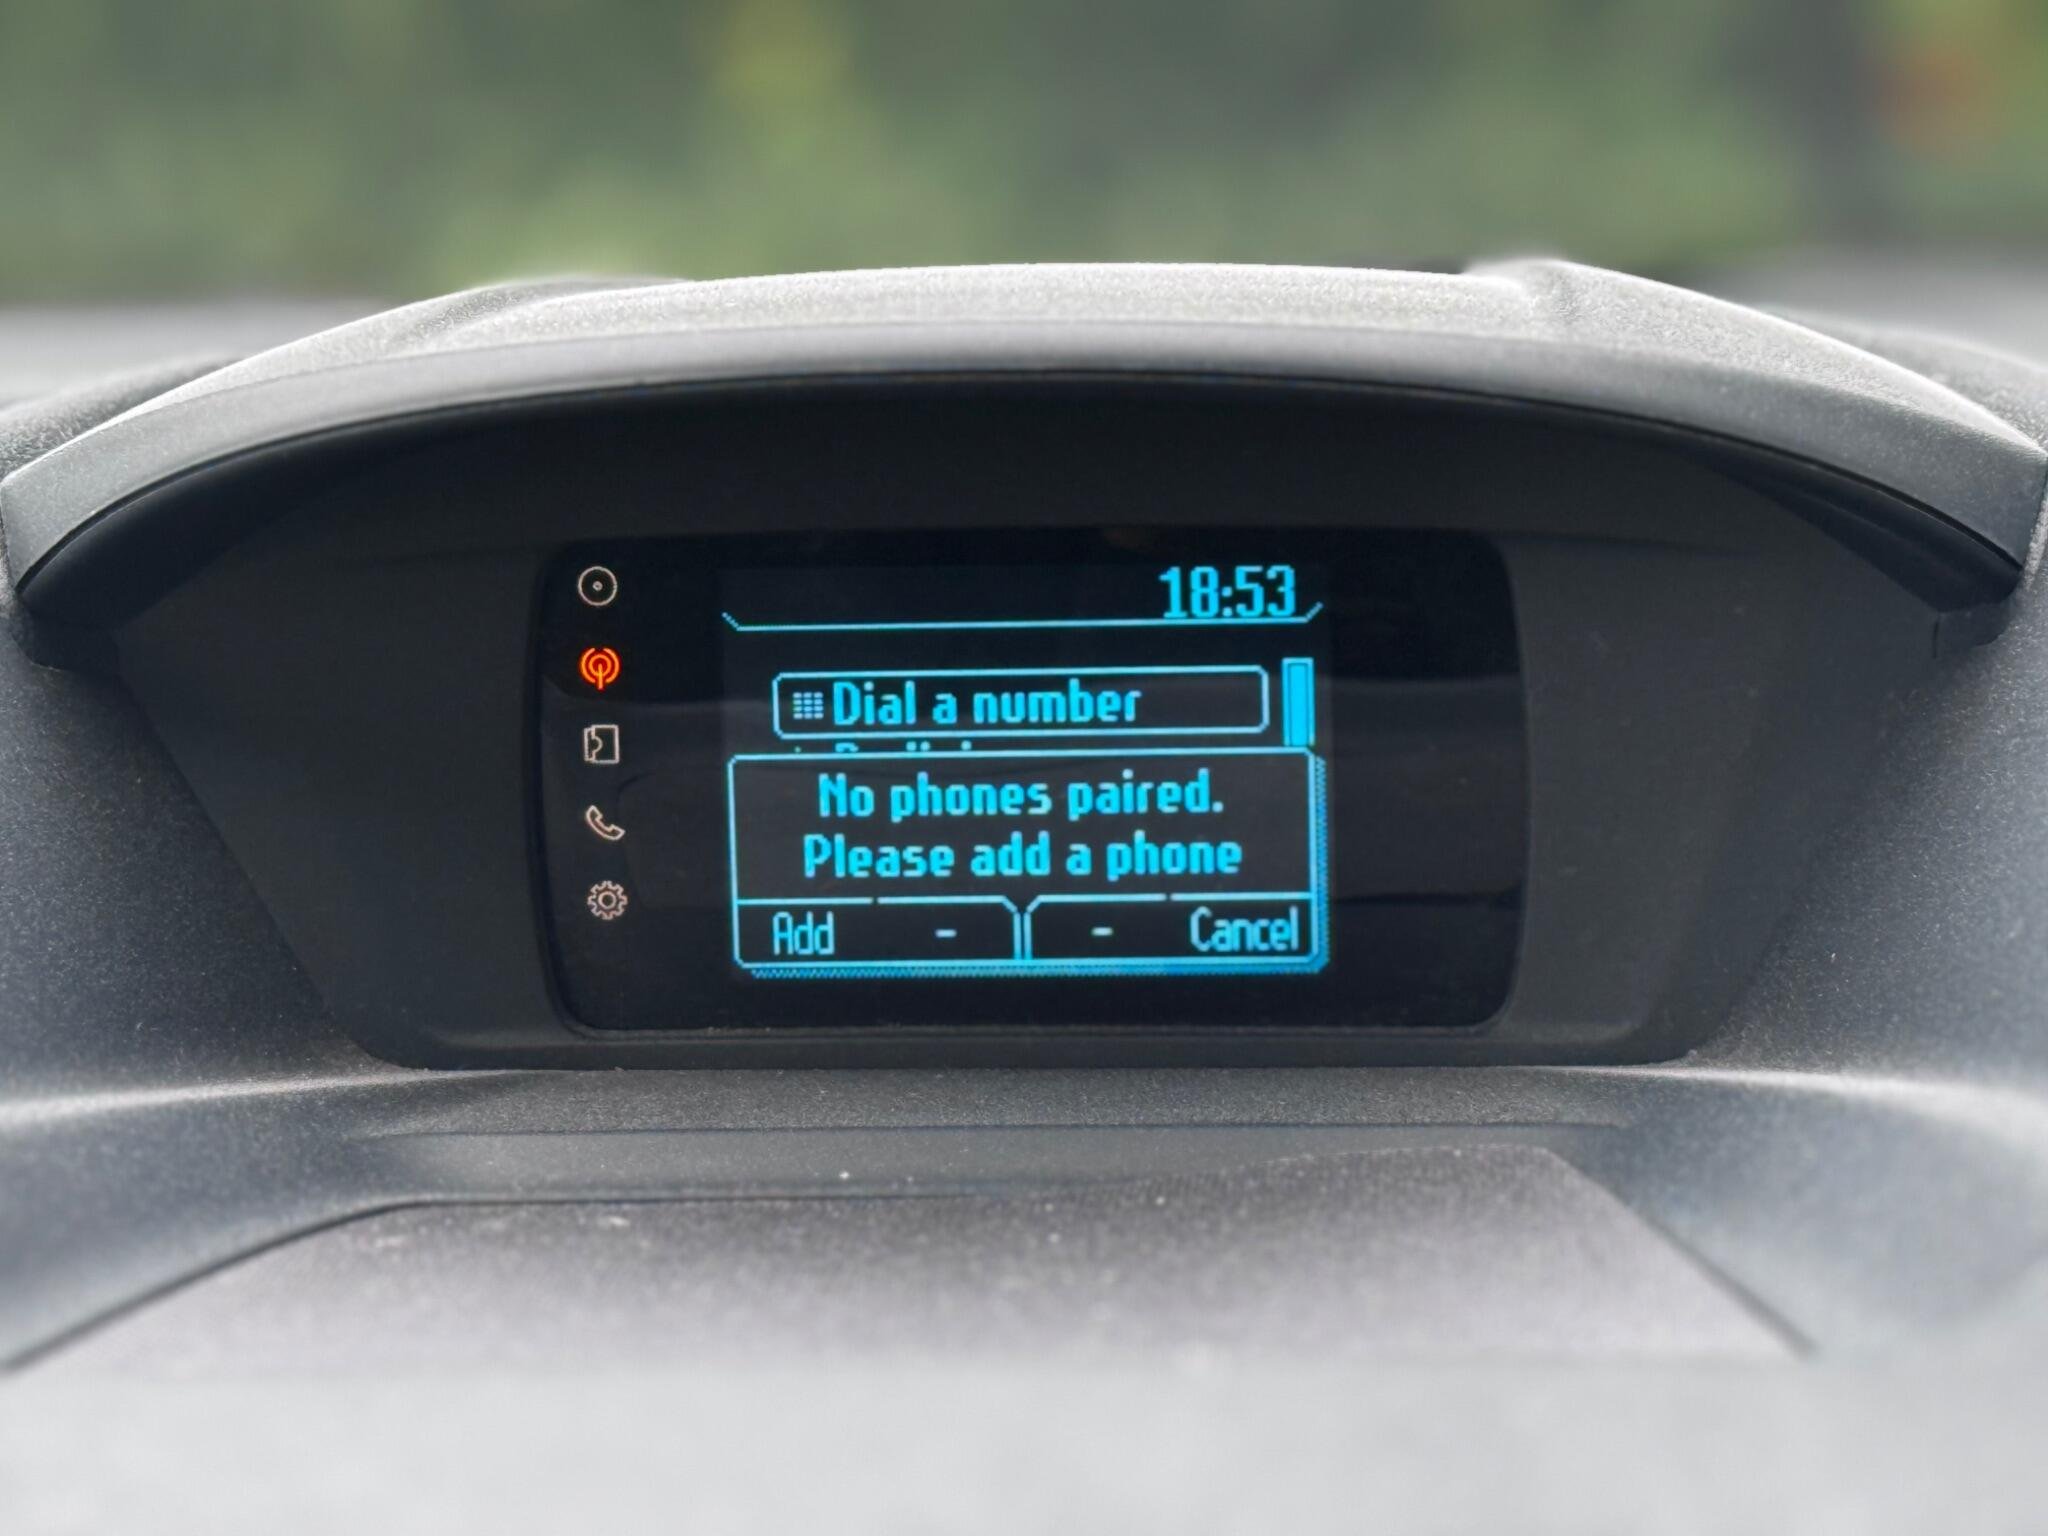 18:53
Dial a number
No phones paired.
Please add a phone
Add - - Cancel